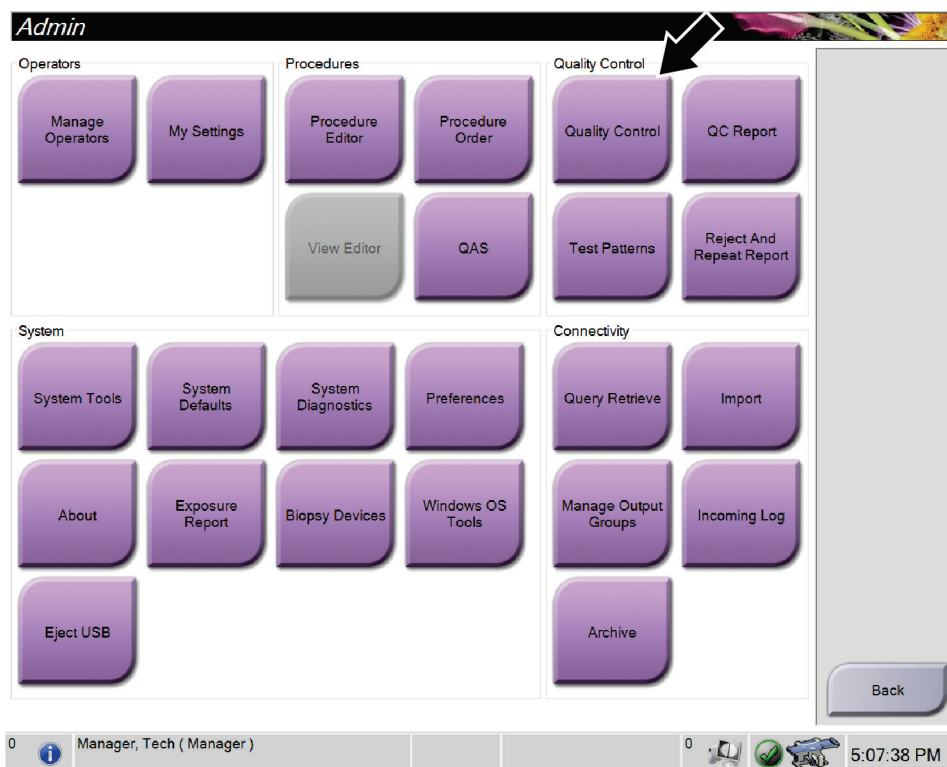 Admin
Operators
Manage
Operators
My Settings
Procedures
Procedure
Editor
Procedure
Order
View Editor
QAS
Quality Control
Quality Control
QC Report
Test Patterns
Reject And
Repeat Report
System
System Tools
System
Defaults
System
Diagnostics
Preferences
About
Exposure
Report
Biopsy Devices
Windows OS
Tools
Eject USB
Connectivity
Query Retrieve
Import
Manage Output
Groups
Incoming Log
Archive
Back
0
i
Manager, Tech ( Manager )
0
5:07:38 PM